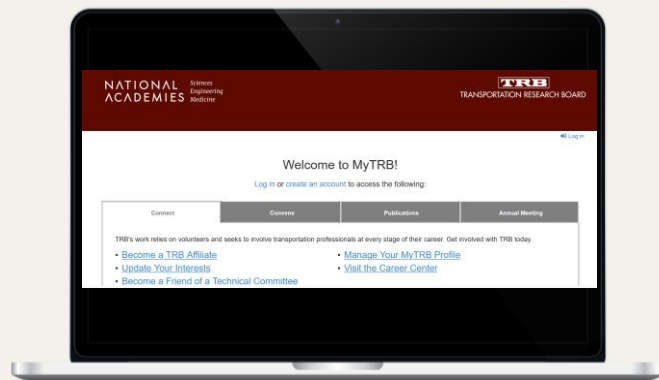 NATIONAL ACADEMIES
Sciences
Engineering
Medicine
TRB
TRANSPORTATION RESEARCH BOARD
Log in
Welcome to MyTRB!
Log in or create an account to access the following:
Connect Convene Publications Annual Meeting
TRB's work relies on volunteers and seeks to involve transportation professionals at every stage of their career. Get involved with TRB today.
• Become a TRB Affiliate • Manage Your MyTRB Profile
• Update Your Interests • Visit the Career Center
• Become a Friend of a Technical Committee